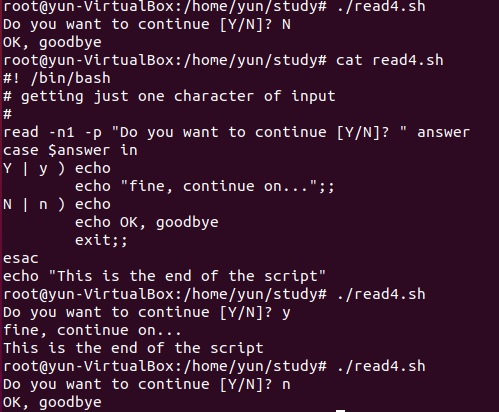 root@yun-VirtualBox:/home/yun/study# ./read4.sh
Do you want to continue [Y/N]? N
OK, goodbye
root@yun-VirtualBox:/home/yun/study# cat read4.sh
#! /bin/bash
# getting just one character of input
#
read -n1 -p "Do you want to continue [Y/N]? " answer
case $answer in
Y | y ) echo
        echo "fine, continue on...";;
N | n ) echo
        echo OK, goodbye
        exit;;
esac
echo "This is the end of the script"
root@yun-VirtualBox:/home/yun/study# ./read4.sh
Do you want to continue [Y/N]? y
fine, continue on...
This is the end of the script
root@yun-VirtualBox:/home/yun/study# ./read4.sh
Do you want to continue [Y/N]? n
OK, goodbye